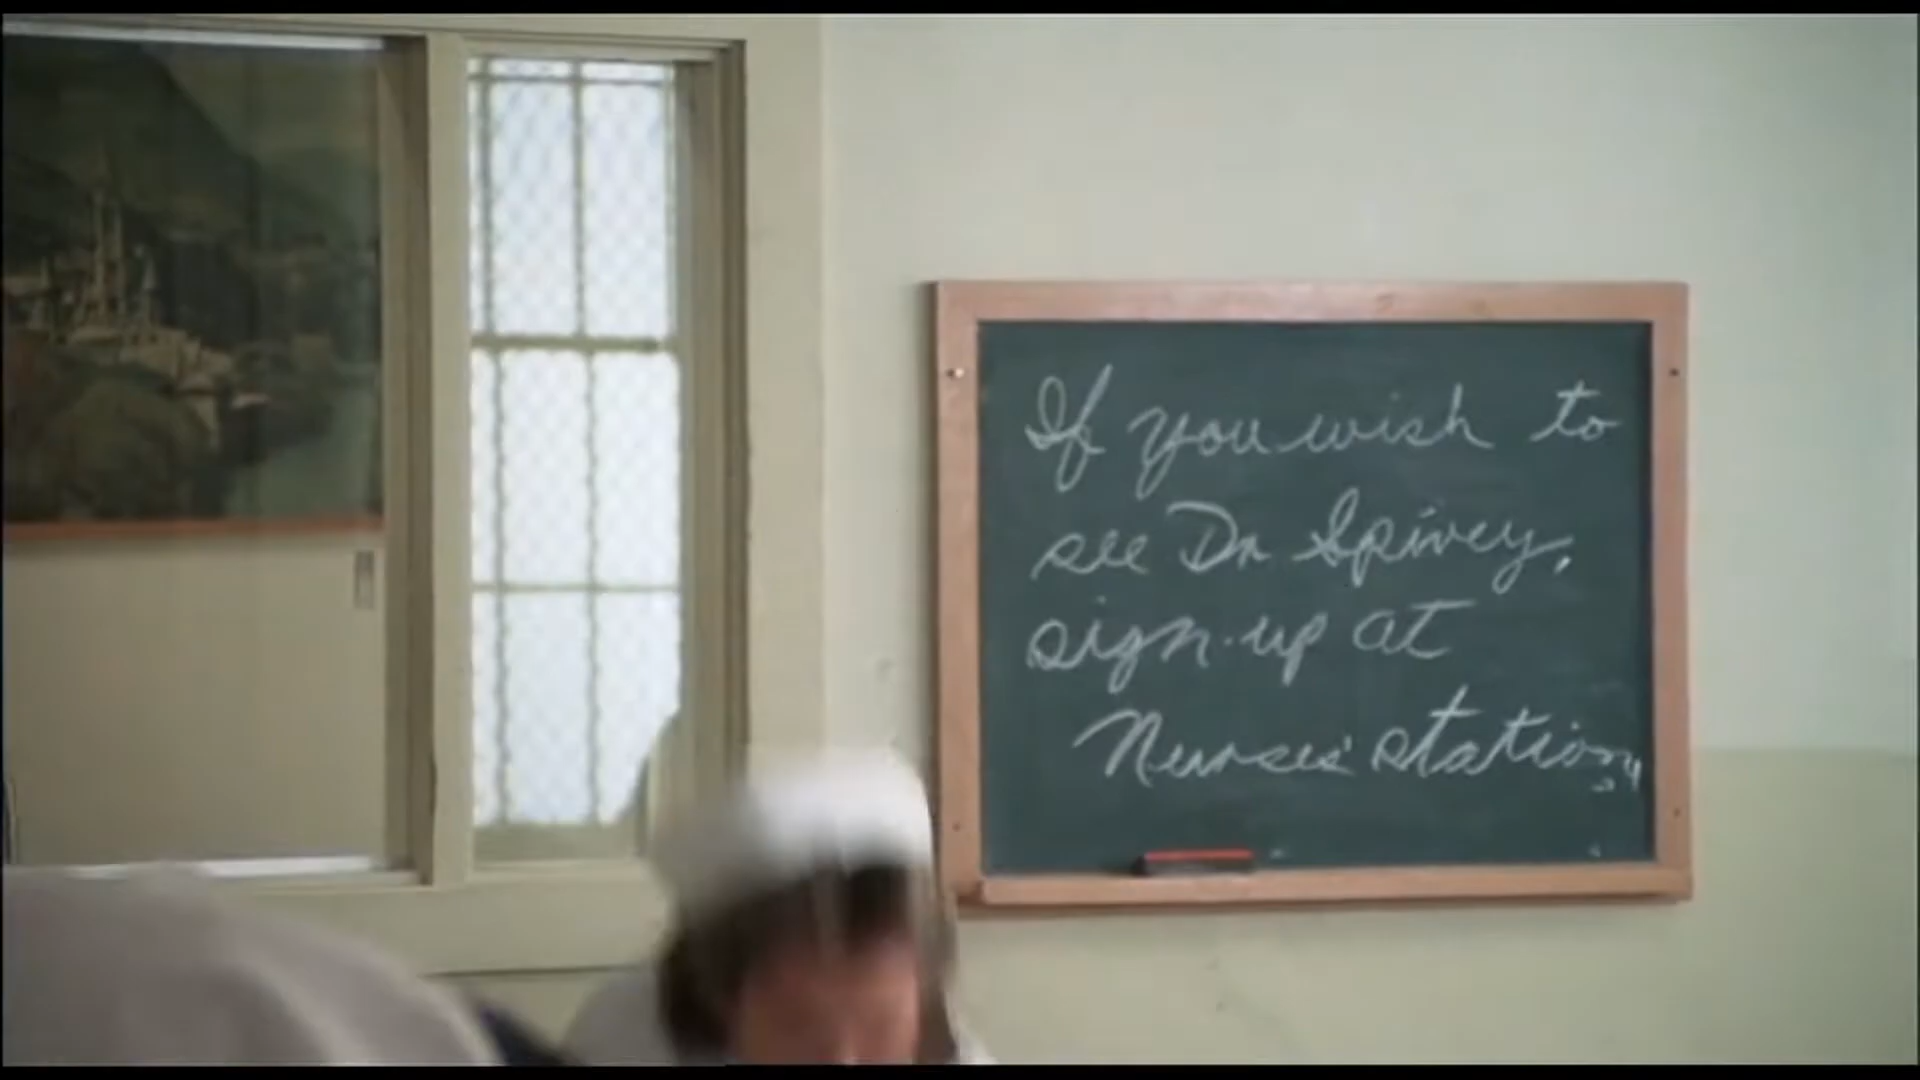 If you wish to
see Dr Spivey,
sign-up at
Nurses' station